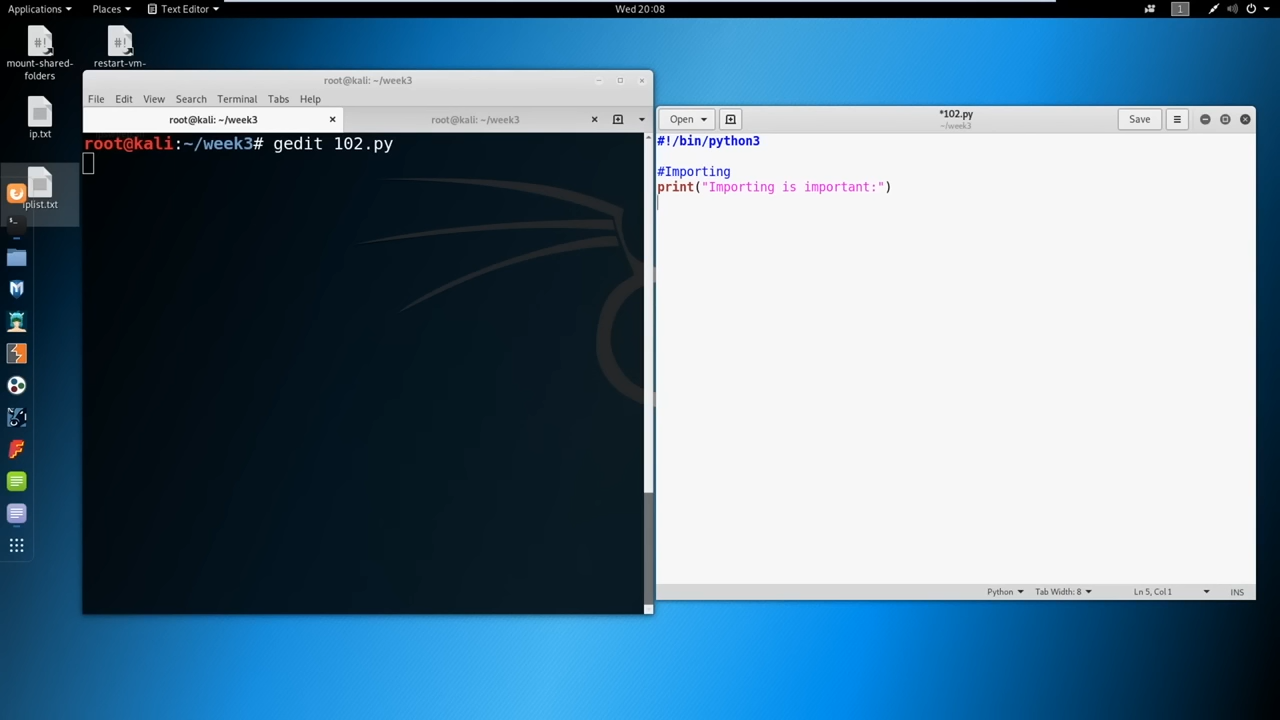 Applications Places Text Editor Wed 20:08 1
mount-shared-folders
restart-vm-
ip.txt
iplist.txt
root@kali: ~/week3
File Edit View Search Terminal Tabs Help
root@kali: ~/week3 × root@kali: ~/week3 ×
root@kali:~/week3# gedit 102.py
Open *102.py Save
~/week3
#!/bin/python3
#Importing
print("Importing is important:")
Python Tab Width: 8 Ln 5, Col 1 INS